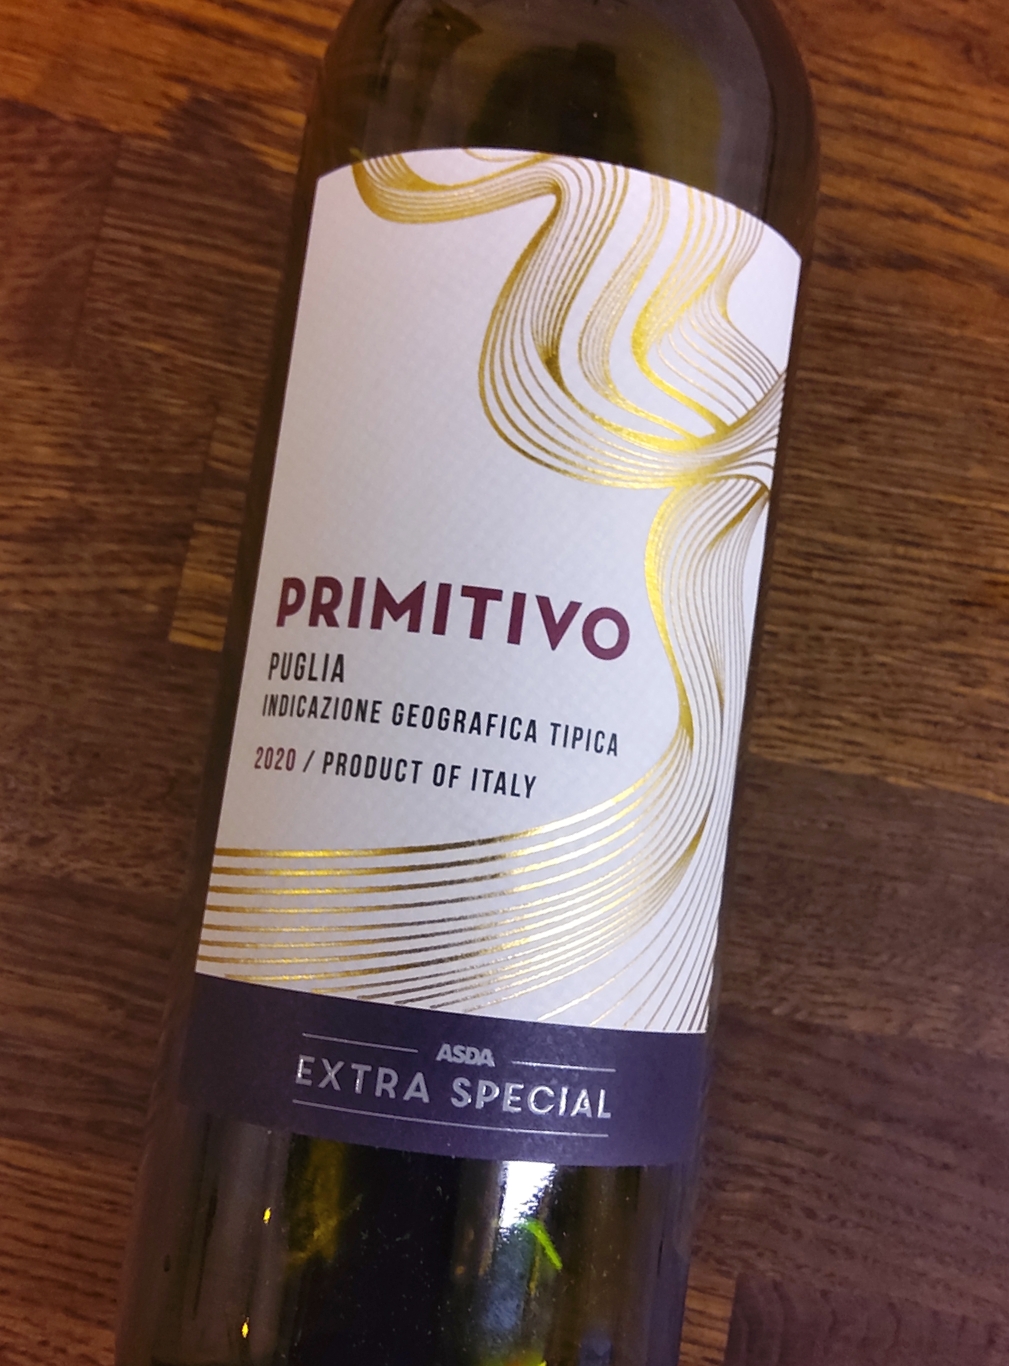 PRIMITIVO
PUGLIA
INDICAZIONE GEOGRAFICA TIPICA
2020 / PRODUCT OF ITALY
ASDA
EXTRA SPECIAL